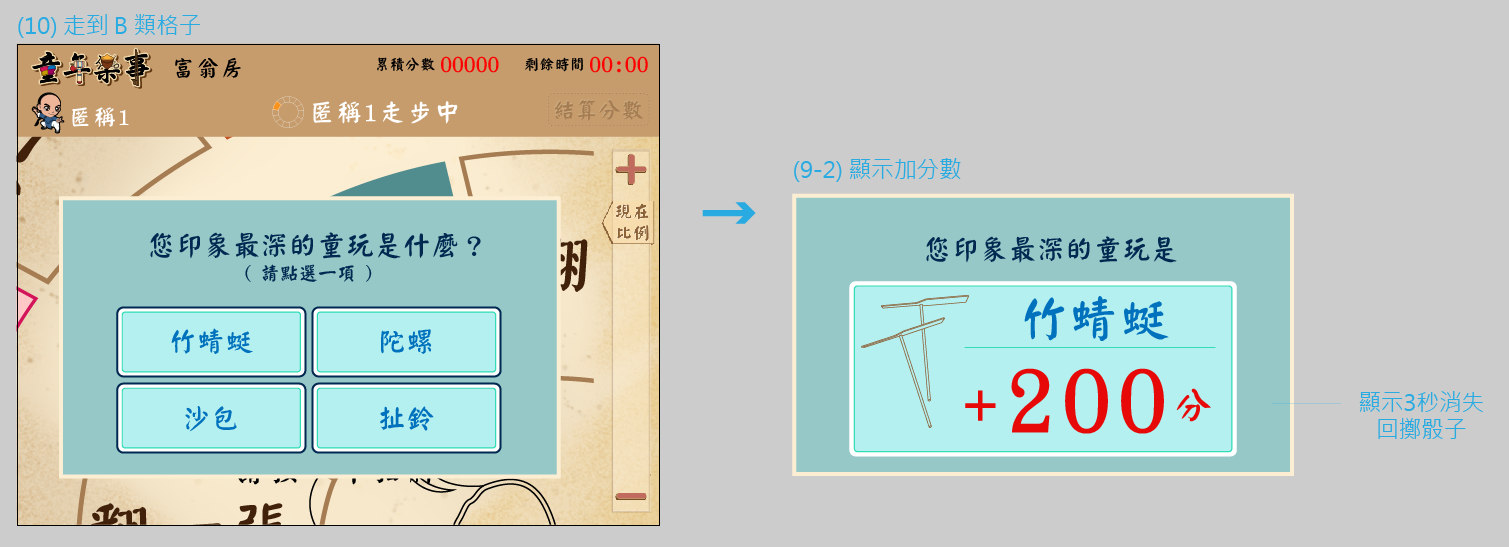 (10) 走到 B 類格子
童年樂事 富翁房 累積分數 00000 剩餘時間 00:00
匿稱1 匿稱1走步中 結算分數
現在
比例
您印象最深的童玩是什麼？
（ 請點選一項 ）
竹蜻蜓 陀螺
沙包 扯鈴
翻
翻一張
(9-2) 顯示加分數
您印象最深的童玩是
竹蜻蜓
+200分
顯示3秒消失
回擲骰子